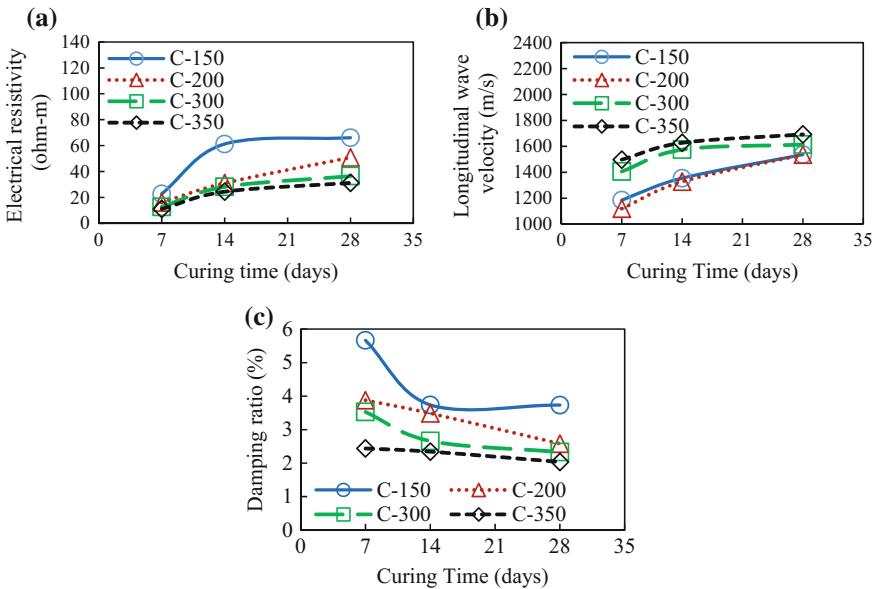 (a)
140
120
100
80
60
40
20
0
Electrical resistivity
(ohm-m)
C-150
C-200
C-300
C-350
0 7 14 21 28 35
Curing time (days)
(b)
2400
2200
2000
1800
1600
1400
1200
1000
Longitudinal wave
velocity (m/s)
C-150
C-200
C-300
C-350
0 7 14 21 28 35
Curing Time (days)
(c)
6
5
4
3
2
1
0
Damping ratio (%)
C-150 C-200
C-300 C-350
0 7 14 21 28 35
Curing Time (days)